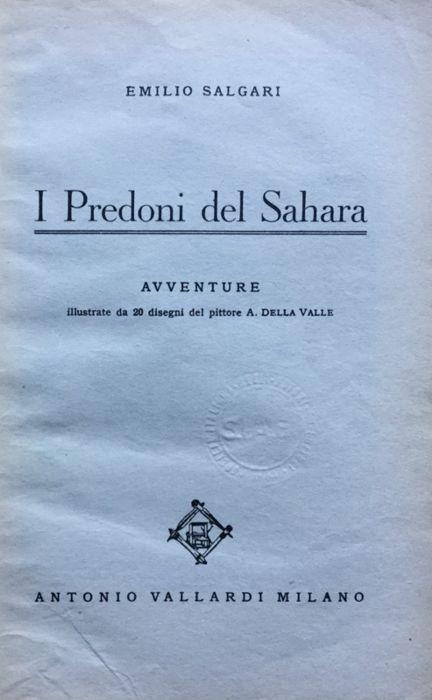 EMILIO SALGARI
I Predoni del Sahara
AVVENTURE
illustrate da 20 disegni del pittore A. DELLA VALLE
ANTONIO VALLARDI MILANO